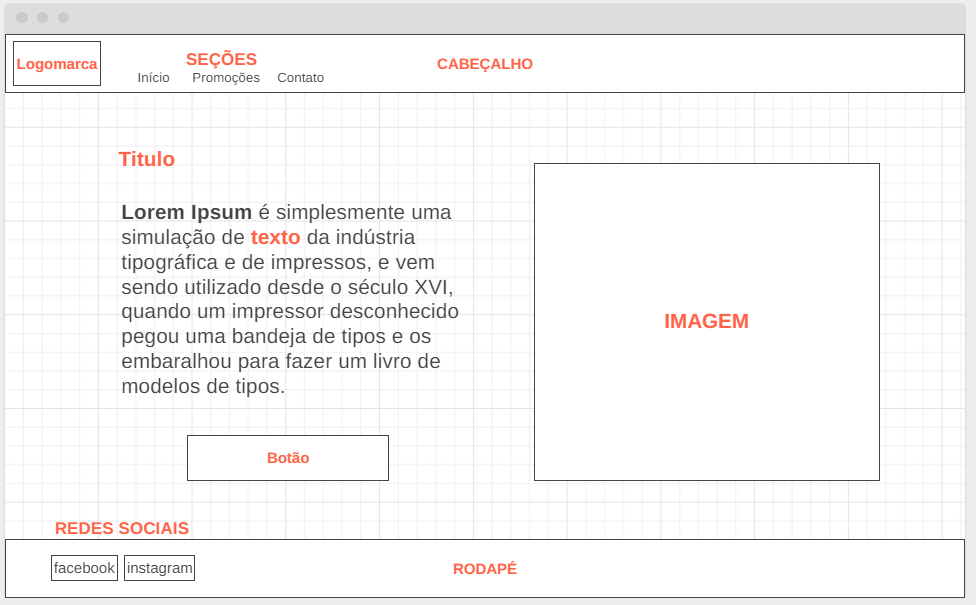 Logomarca
SEÇÕES
Início Promoções Contato
CABEÇALHO
Titulo
Lorem Ipsum é simplesmente uma
simulação de texto da indústria
tipográfica e de impressos, e vem
sendo utilizado desde o século XVI,
quando um impressor desconhecido
pegou uma bandeja de tipos e os
embaralhou para fazer um livro de
modelos de tipos.
Botão
IMAGEM
REDES SOCIAIS
facebook instagram
RODAPÉ